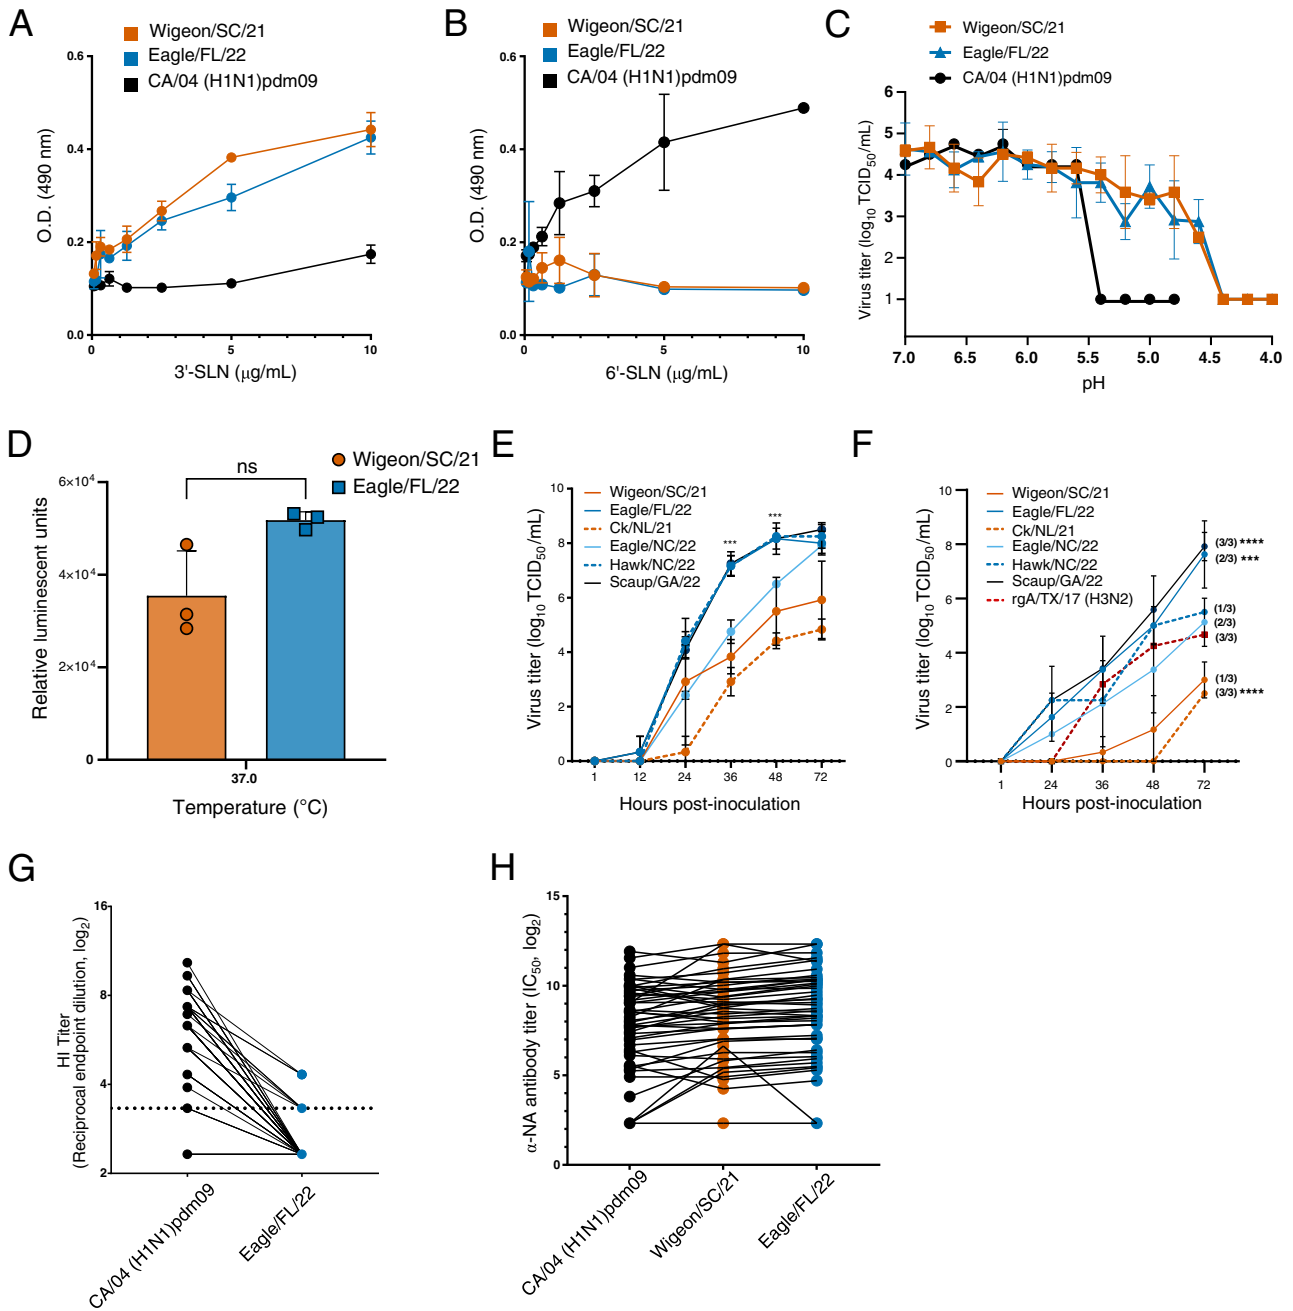 A
Wigeon/SC/21
Eagle/FL/22
CA/04 (H1N1)pdm09
O.D. (490 nm)
0.6
0.4
0.2
0.0
0
5
10
3'-SLN (μg/mL)
B
Wigeon/SC/21
Eagle/FL/22
CA/04 (H1N1)pdm09
O.D. (490 nm)
0.6
0.4
0.2
0.0
0
5
10
6'-SLN (μg/mL)
C
Wigeon/SC/21
Eagle/FL/22
CA/04 (H1N1)pdm09
Virus titer (log10 TCID50/mL)
6
5
4
3
2
1
7.0
6.5
6.0
5.5
5.0
4.5
4.0
pH
D
ns
Wigeon/SC/21
Eagle/FL/22
Relative luminescent units
6×10^4
4×10^4
2×10^4
0
37.0
Temperature (°C)
E
Wigeon/SC/21
Eagle/FL/22
Ck/NL/21
Eagle/NC/22
Hawk/NC/22
Scaup/GA/22
***
***
Virus titer (log10 TCID50/mL)
10
8
6
4
2
0
1
12
24
36
48
72
Hours post-inoculation
F
Wigeon/SC/21
Eagle/FL/22
Ck/NL/21
Eagle/NC/22
Hawk/NC/22
Scaup/GA/22
rgA/TX/17 (H3N2)
(3/3) ****
(2/3) ***
(1/3)
(2/3)
(3/3)
(1/3)
(3/3) ****
Virus titer (log10 TCID50/mL)
10
8
6
4
2
0
1
24
36
48
72
Hours post-inoculation
G
HI Titer
(Reciprocal endpoint dilution, log2)
16
8
4
2
CA/04 (H1N1)pdm09
Eagle/FL/22
H
α-NA antibody titer (IC50, log2)
15
10
5
0
CA/04 (H1N1)pdm09
Wigeon/SC/21
Eagle/FL/22